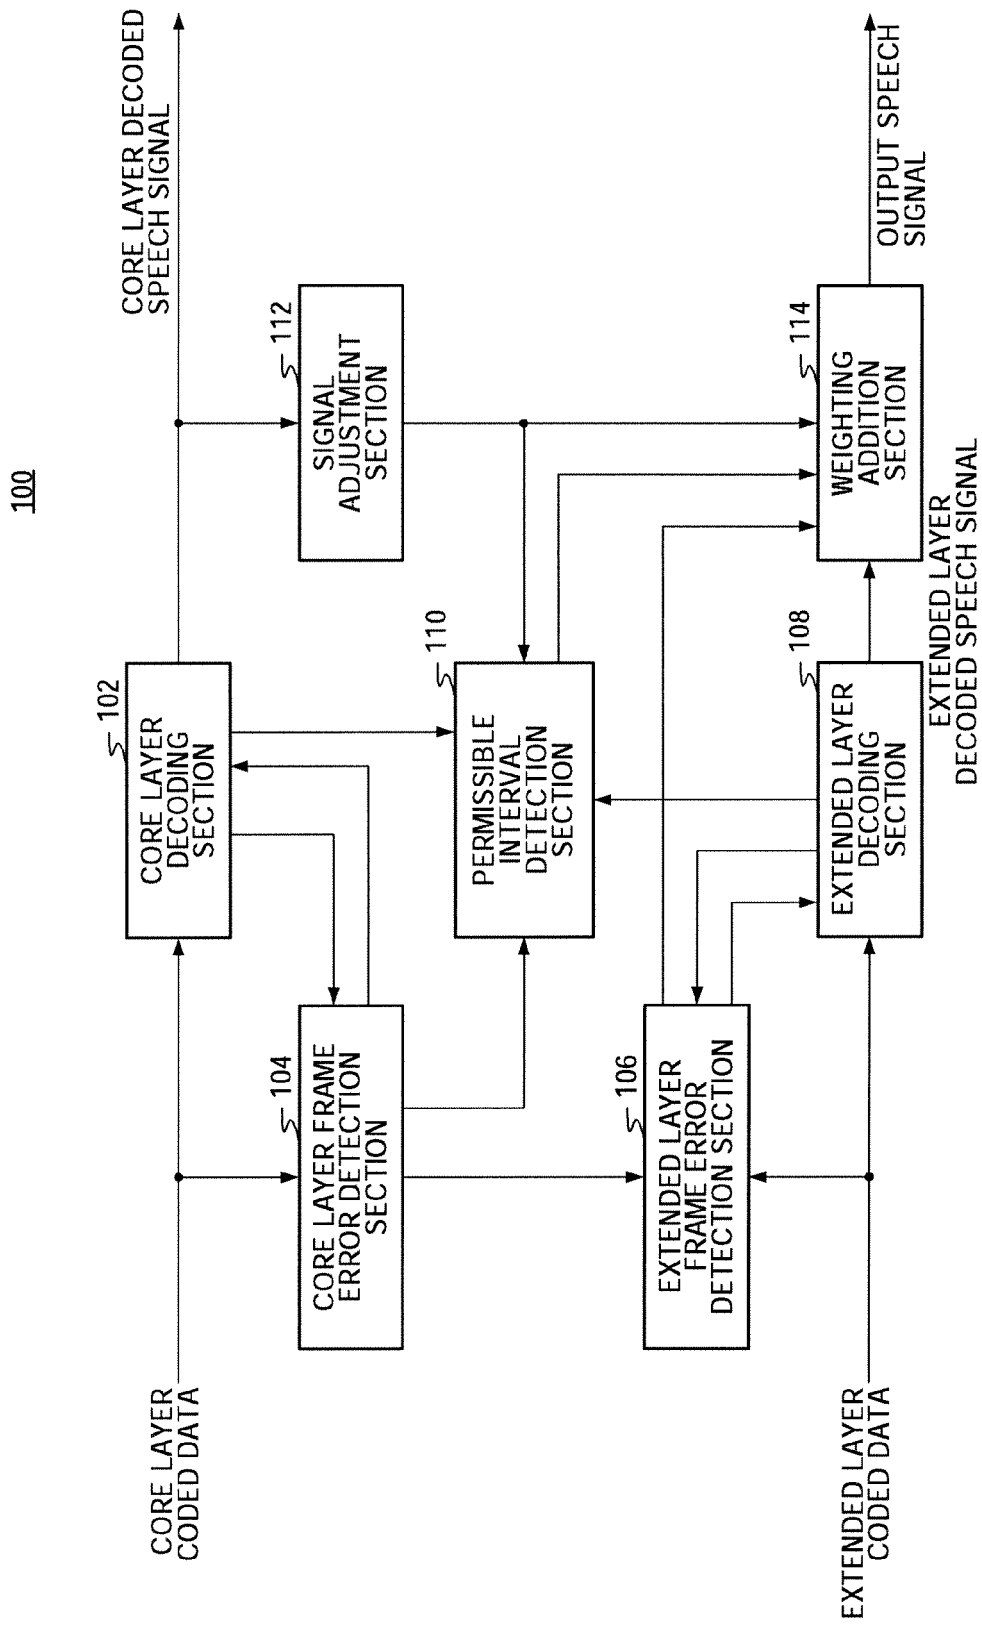 100
CORE LAYER
CODED DATA
102
CORE LAYER
DECODING
SECTION
CORE LAYER DECODED
SPEECH SIGNAL
104
CORE LAYER FRAME
ERROR DETECTION
SECTION
112
SIGNAL
ADJUSTMENT
SECTION
110
PERMISSIBLE
INTERVAL
DETECTION
SECTION
106
EXTENDED LAYER
FRAME ERROR
DETECTION SECTION
EXTENDED LAYER
CODED DATA
108
EXTENDED LAYER
DECODING
SECTION
114
WEIGHTING
ADDITION
SECTION
OUTPUT SPEECH
SIGNAL
EXTENDED LAYER
DECODED SPEECH SIGNAL